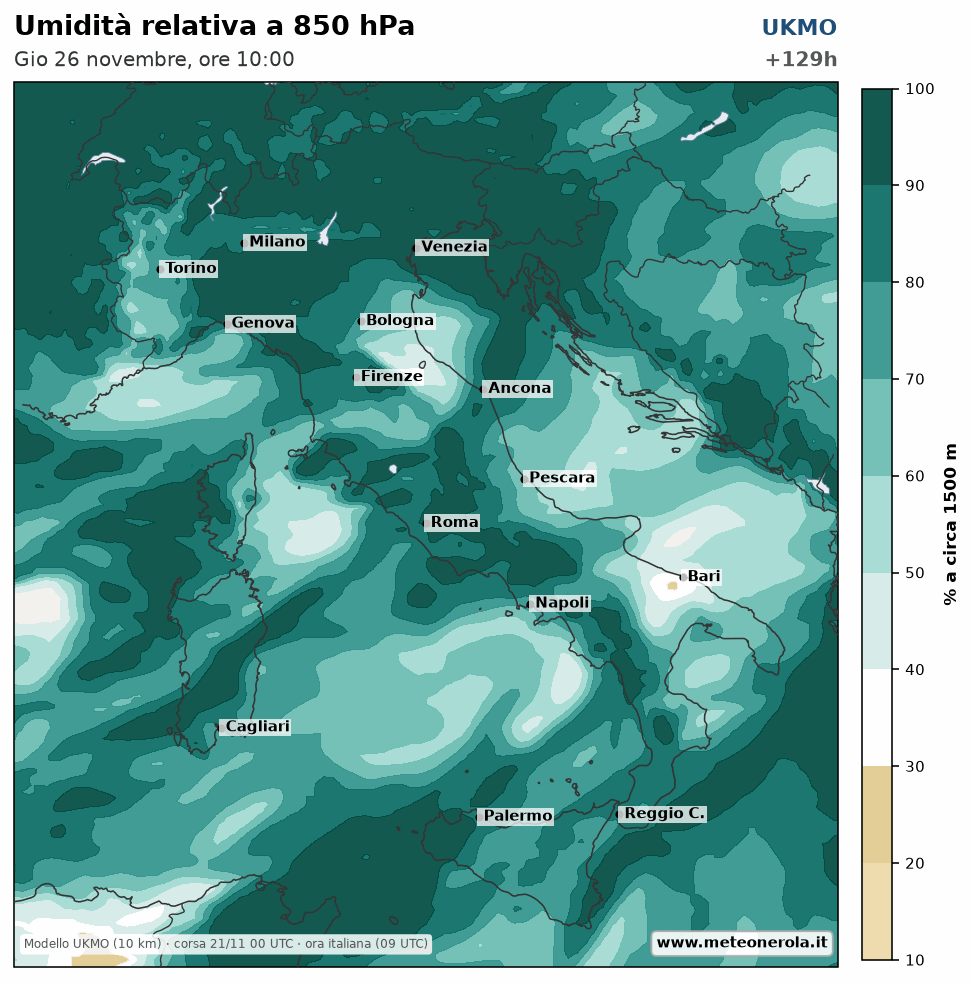 Umidità relativa a 850 hPa
UKMO
Gio 26 novembre, ore 10:00
+129h
100
90
80
70
60
50
40
30
20
10
% a circa 1500 m
Milano
Venezia
Torino
Genova
Bologna
Firenze
Ancona
Pescara
Roma
Bari
Napoli
Cagliari
Palermo
Reggio C.
Modello UKMO (10 km) · corsa 21/11 00 UTC · ora italiana (09 UTC)
www.meteonerola.it